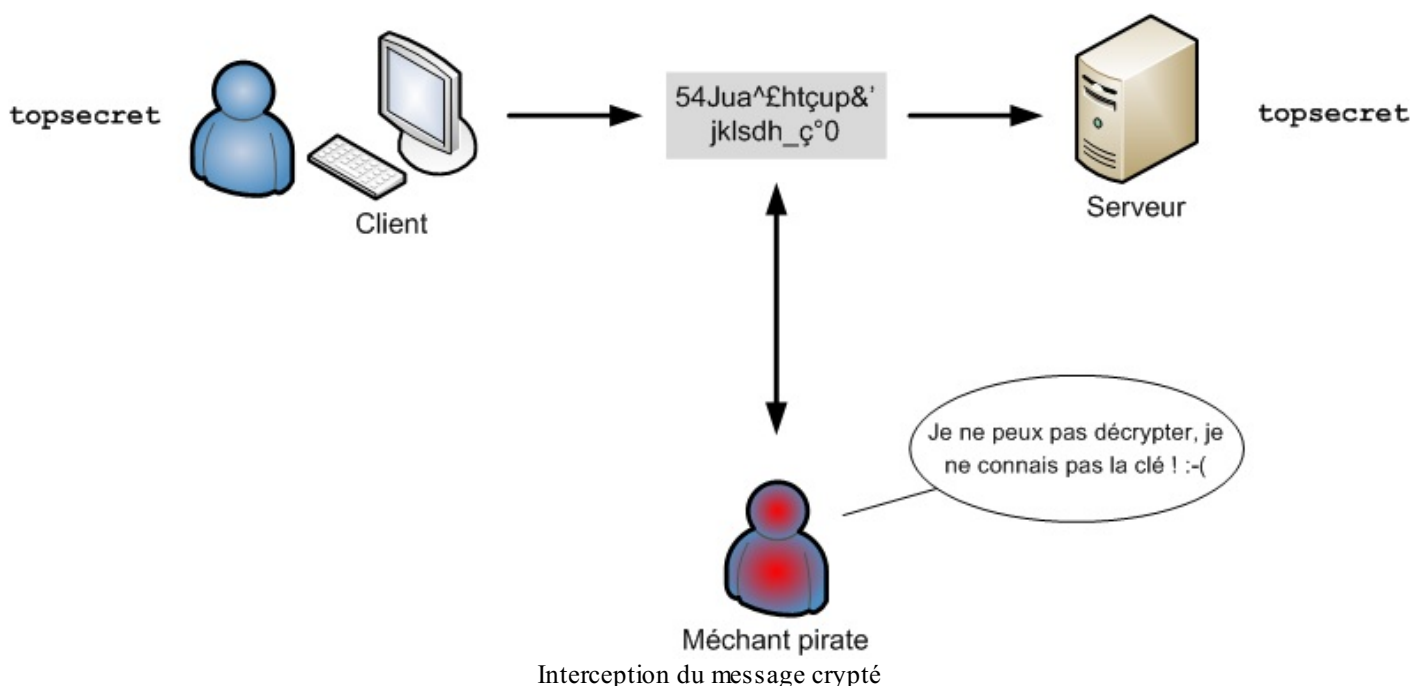 topsecret
Client
54Jua^£htçup&'
jklsdh_ç°0
Serveur
topsecret
Je ne peux pas décrypter, je
ne connais pas la clé ! :-(
Méchant pirate
Interception du message crypté